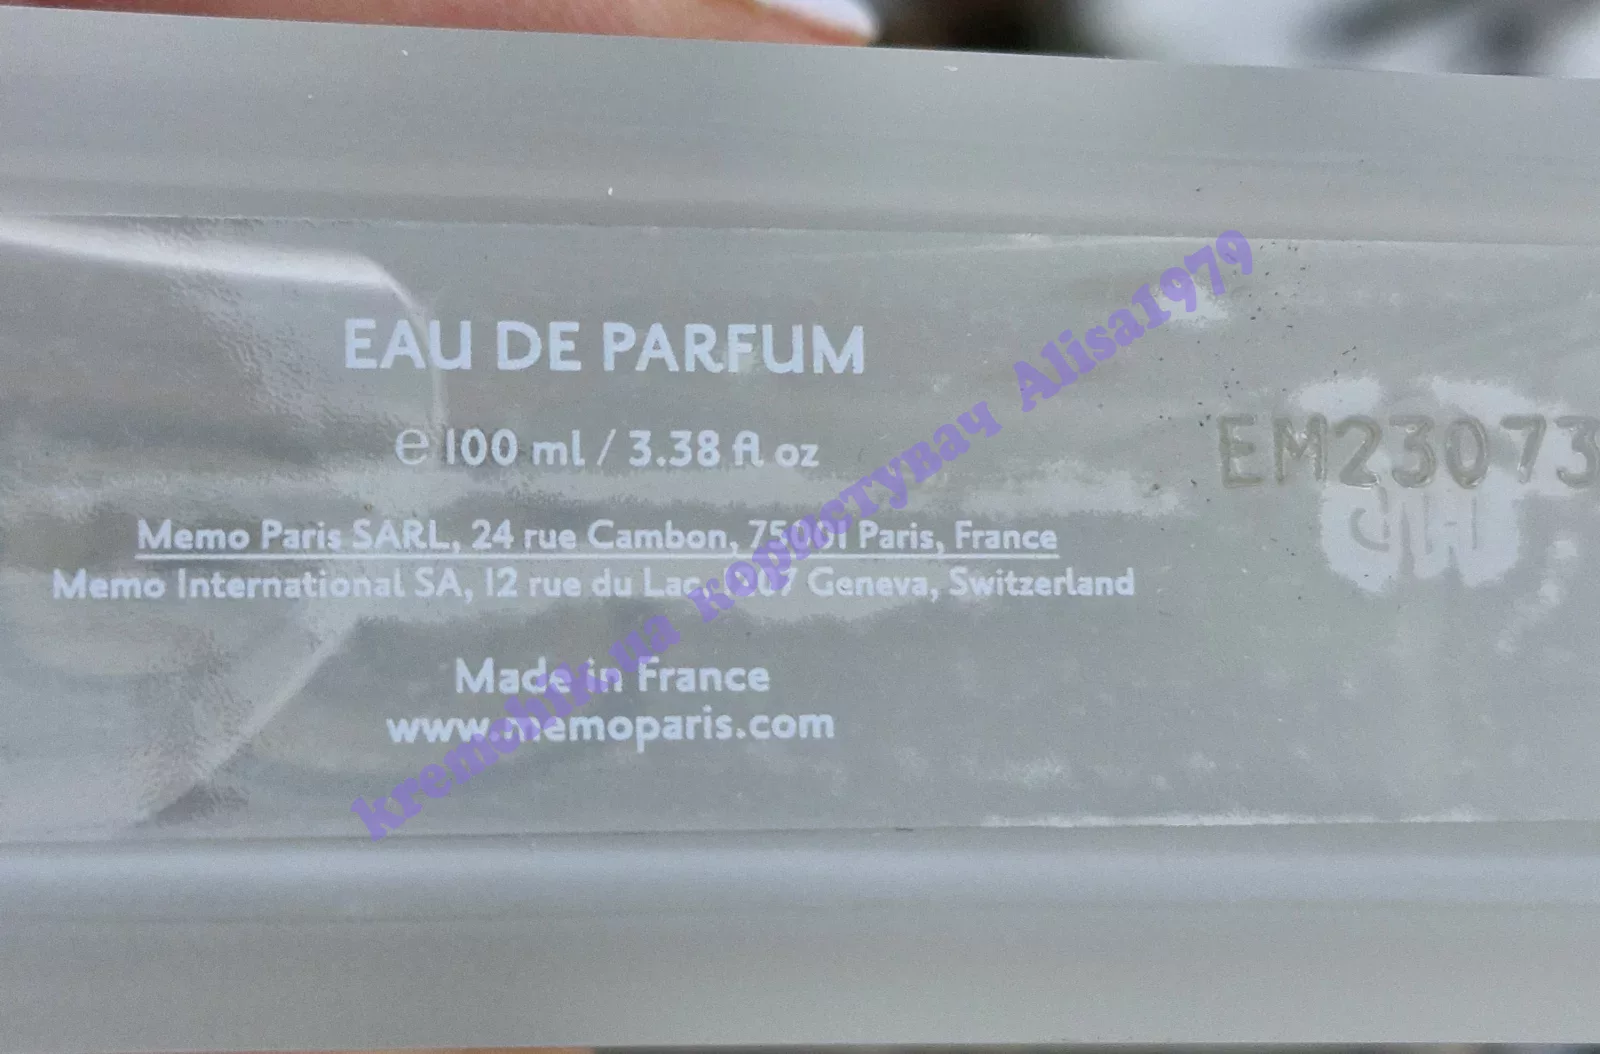 EAU DE PARFUM
e 100 ml / 3.38 fl oz
EM23073
Memo Paris SARL, 24 rue Cambon, 75001 Paris, France
Memo International SA, 12 rue du Lac, Geneva, Switzerland
Made in France
www.memoparis.com
kremchik.ua користувач Alisa1979